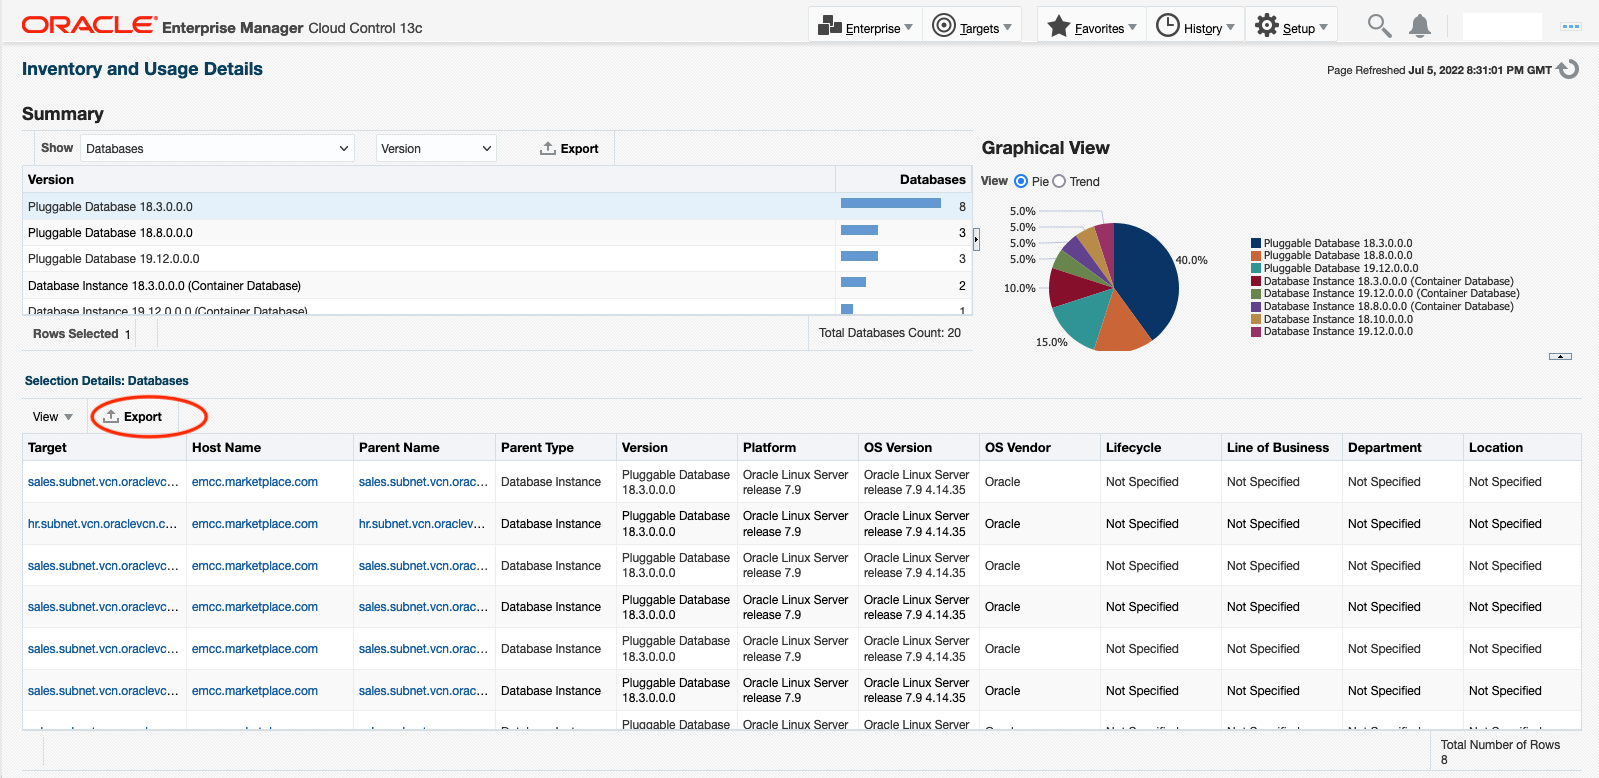 ORACLE Enterprise Manager Cloud Control 13c
Enterprise Targets Favorites History Setup
Inventory and Usage Details
Page Refreshed Jul 5, 2022 8:31:01 PM GMT
Summary
Show Databases Version Export
Version Databases
Pluggable Database 18.3.0.0.0 8
Pluggable Database 18.8.0.0.0 3
Pluggable Database 19.12.0.0.0 3
Database Instance 18.3.0.0.0 (Container Database) 2
Database Instance 19.12.0.0.0 (Container Database) 1
Rows Selected 1
Total Databases Count: 20
Graphical View
View Pie Trend
5.0%
5.0%
5.0%
5.0%
10.0%
15.0%
40.0%
Pluggable Database 18.3.0.0.0
Pluggable Database 18.8.0.0.0
Pluggable Database 19.12.0.0.0
Database Instance 18.3.0.0.0 (Container Database)
Database Instance 19.12.0.0.0 (Container Database)
Database Instance 18.8.0.0.0 (Container Database)
Database Instance 18.10.0.0.0
Database Instance 19.12.0.0.0
Selection Details: Databases
View Export
Target Host Name Parent Name Parent Type Version Platform OS Version OS Vendor Lifecycle Line of Business Department Location
sales.subnet.vcn.oraclevc... emcc.marketplace.com sales.subnet.vcn.orac... Database Instance Pluggable Database 18.3.0.0.0 Oracle Linux Server release 7.9 Oracle Linux Server release 7.9 4.14.35 Oracle Not Specified Not Specified Not Specified Not Specified
hr.subnet.vcn.oraclevcn.c... emcc.marketplace.com hr.subnet.vcn.oraclev... Database Instance Pluggable Database 18.3.0.0.0 Oracle Linux Server release 7.9 Oracle Linux Server release 7.9 4.14.35 Oracle Not Specified Not Specified Not Specified Not Specified
sales.subnet.vcn.oraclevc... emcc.marketplace.com sales.subnet.vcn.orac... Database Instance Pluggable Database 18.3.0.0.0 Oracle Linux Server release 7.9 Oracle Linux Server release 7.9 4.14.35 Oracle Not Specified Not Specified Not Specified Not Specified
sales.subnet.vcn.oraclevc... emcc.marketplace.com sales.subnet.vcn.orac... Database Instance Pluggable Database 18.3.0.0.0 Oracle Linux Server release 7.9 Oracle Linux Server release 7.9 4.14.35 Oracle Not Specified Not Specified Not Specified Not Specified
sales.subnet.vcn.oraclevc... emcc.marketplace.com sales.subnet.vcn.orac... Database Instance Pluggable Database 18.3.0.0.0 Oracle Linux Server release 7.9 Oracle Linux Server release 7.9 4.14.35 Oracle Not Specified Not Specified Not Specified Not Specified
sales.subnet.vcn.oraclevc... emcc.marketplace.com sales.subnet.vcn.orac... Database Instance Pluggable Database 18.3.0.0.0 Oracle Linux Server release 7.9 Oracle Linux Server release 7.9 4.14.35 Oracle Not Specified Not Specified Not Specified Not Specified
Pluggable Database Oracle Linux Server Oracle Linux Server
Total Number of Rows
8